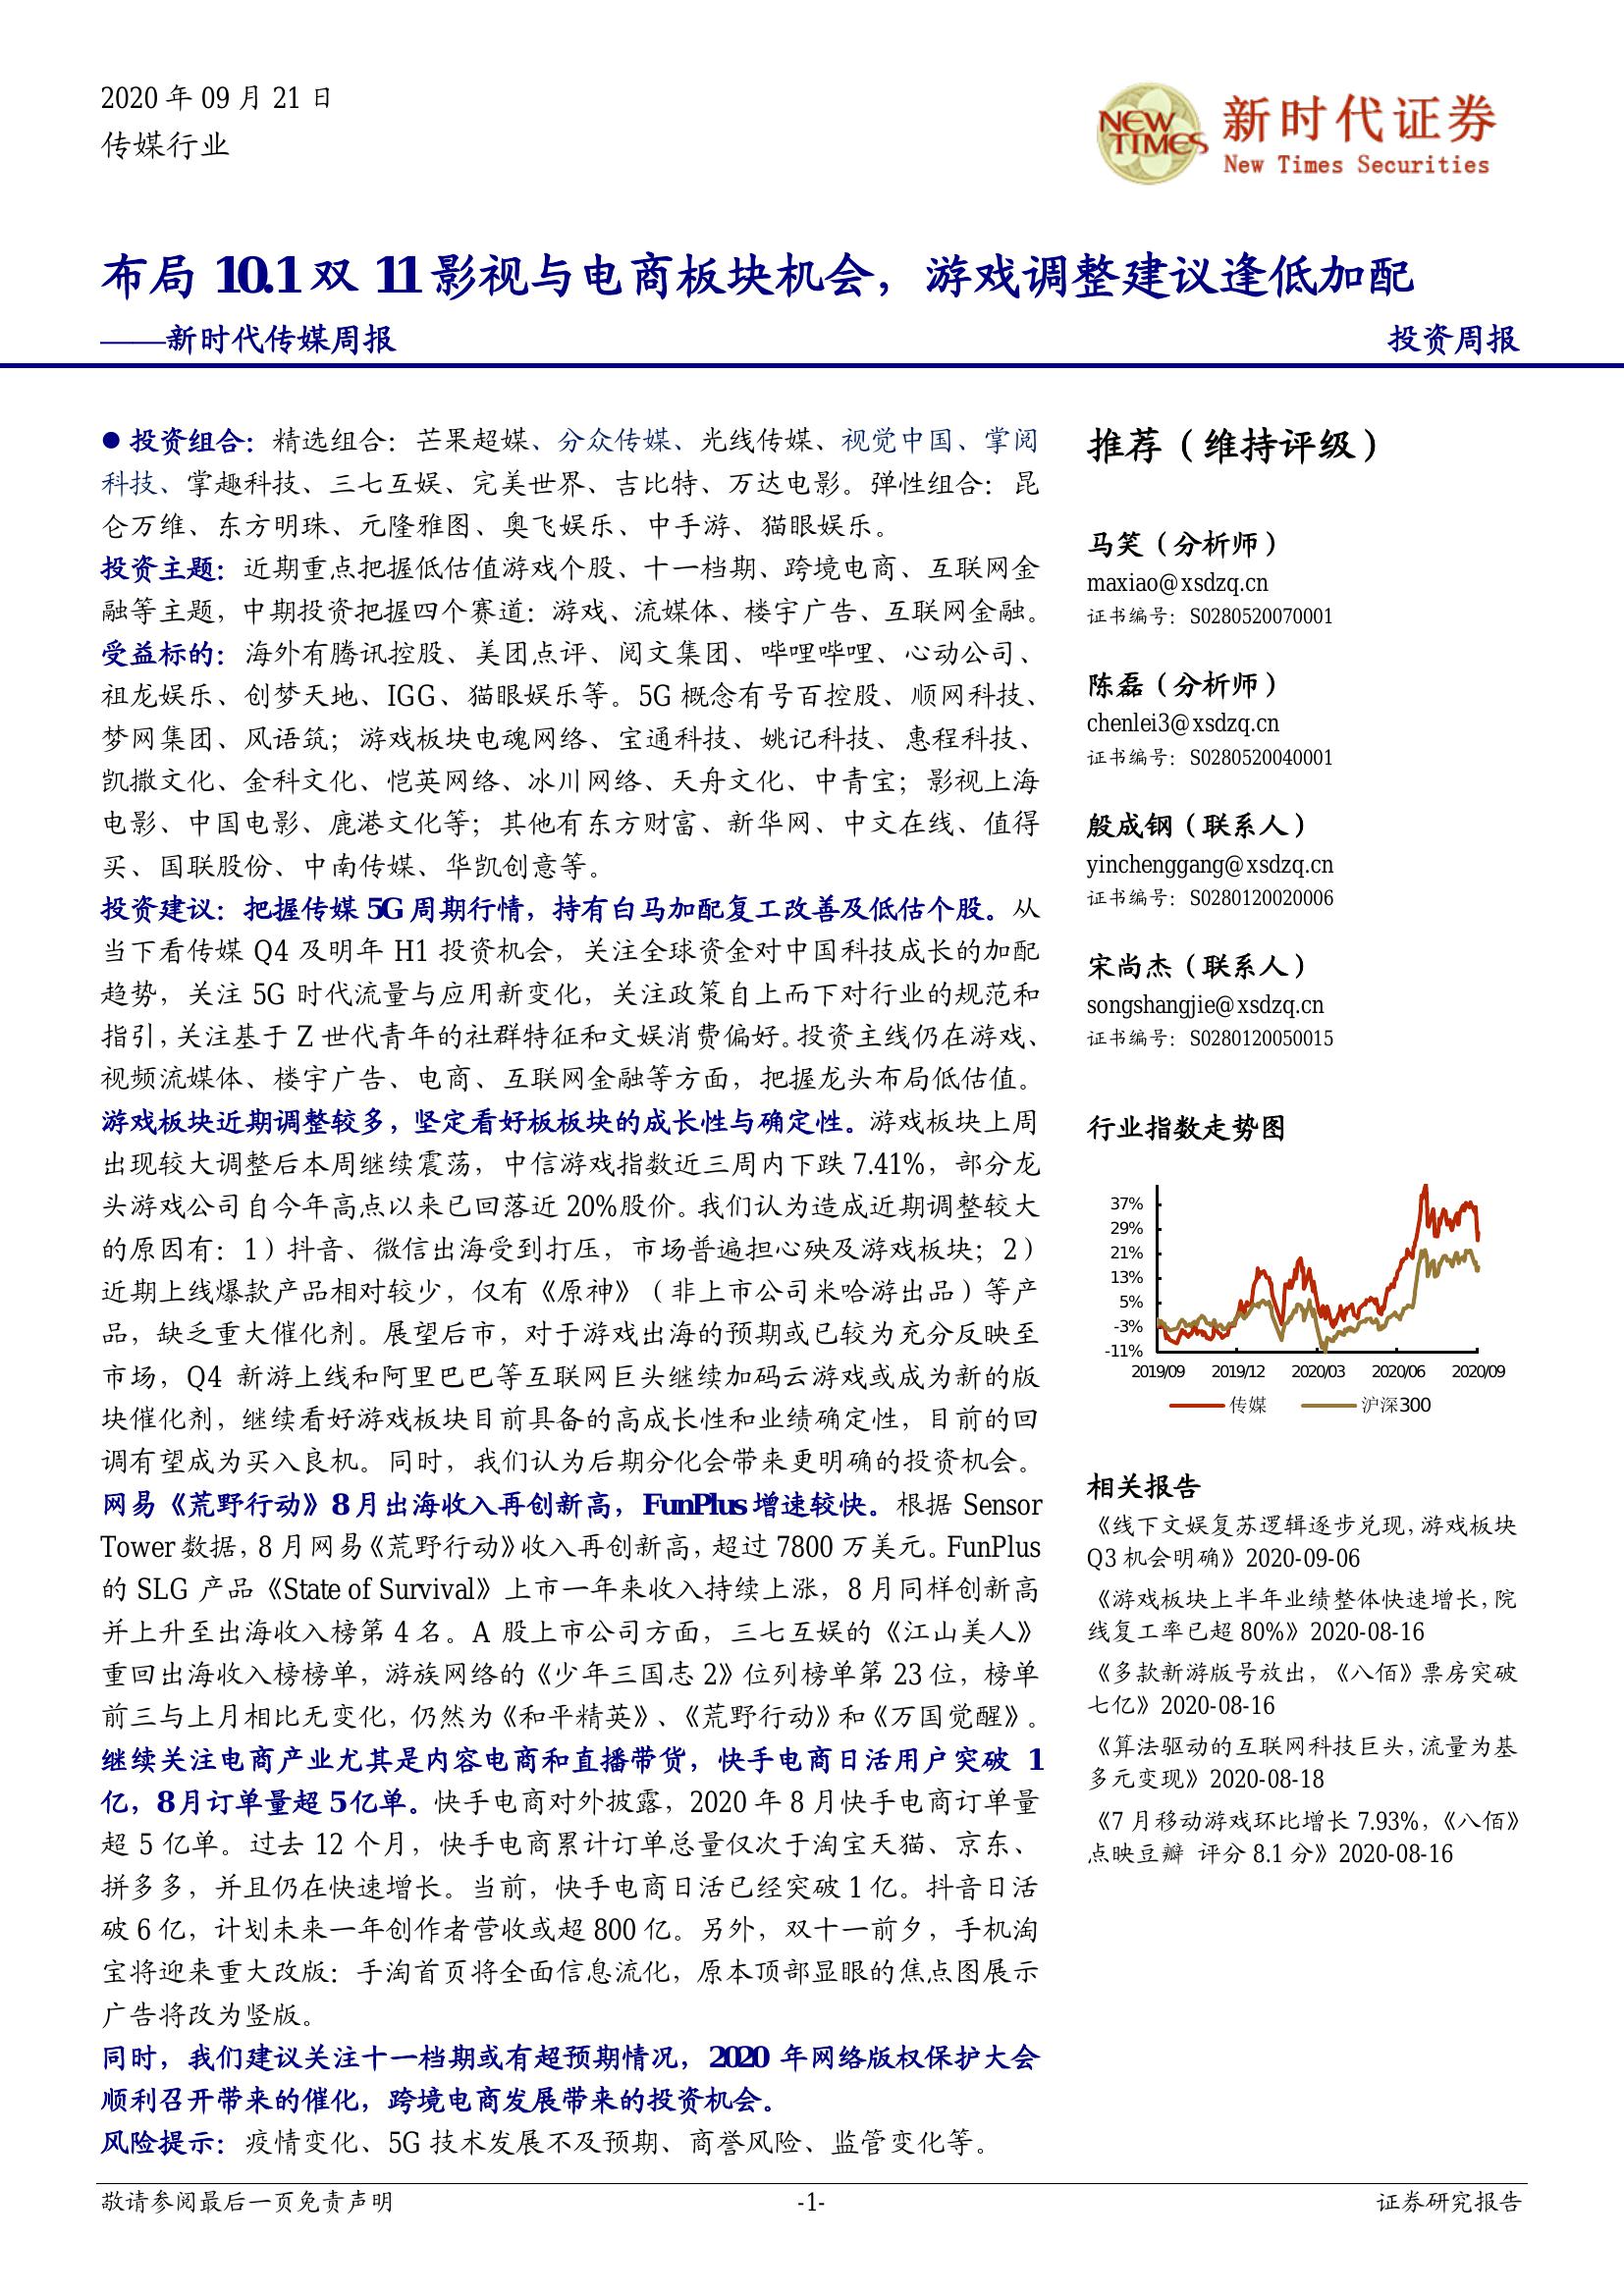 2020 年 09 月 21 日
传媒行业
NEW TIMES
新时代证券
New Times Securities
布局 10.1 双 11 影视与电商板块机会，游戏调整建议逢低加配
——新时代传媒周报
投资周报
● 投资组合：精选组合：芒果超媒、分众传媒、光线传媒、视觉中国、掌阅
科技、掌趣科技、三七互娱、完美世界、吉比特、万达电影。弹性组合：昆
仑万维、东方明珠、元隆雅图、奥飞娱乐、中手游、猫眼娱乐。
投资主题：近期重点把握低估值游戏个股、十一档期、跨境电商、互联网金
融等主题，中期投资把握四个赛道：游戏、流媒体、楼宇广告、互联网金融。
受益标的：海外有腾讯控股、美团点评、阅文集团、哔哩哔哩、心动公司、
祖龙娱乐、创梦天地、IGG、猫眼娱乐等。5G 概念有号百控股、顺网科技、
梦网集团、风语筑；游戏板块电魂网络、宝通科技、姚记科技、惠程科技、
凯撒文化、金科文化、恺英网络、冰川网络、天舟文化、中青宝；影视上海
电影、中国电影、鹿港文化等；其他有东方财富、新华网、中文在线、值得
买、国联股份、中南传媒、华凯创意等。
投资建议：把握传媒 5G 周期行情，持有白马加配复工改善及低估个股。从
当下看传媒 Q4 及明年 H1 投资机会，关注全球资金对中国科技成长的加配
趋势，关注 5G 时代流量与应用新变化，关注政策自上而下对行业的规范和
指引，关注基于 Z 世代青年的社群特征和文娱消费偏好。投资主线仍在游戏、
视频流媒体、楼宇广告、电商、互联网金融等方面，把握龙头布局低估值。
游戏板块近期调整较多，坚定看好板板块的成长性与确定性。游戏板块上周
出现较大调整后本周继续震荡，中信游戏指数近三周内下跌 7.41%，部分龙
头游戏公司自今年高点以来已回落近 20%股价。我们认为造成近期调整较大
的原因有：1）抖音、微信出海受到打压，市场普遍担心殃及游戏板块；2）
近期上线爆款产品相对较少，仅有《原神》（非上市公司米哈游出品）等产
品，缺乏重大催化剂。展望后市，对于游戏出海的预期或已较为充分反映至
市场，Q4 新游上线和阿里巴巴等互联网巨头继续加码云游戏或成为新的版
块催化剂，继续看好游戏板块目前具备的高成长性和业绩确定性，目前的回
调有望成为买入良机。同时，我们认为后期分化会带来更明确的投资机会。
网易《荒野行动》8 月出海收入再创新高，FunPlus 增速较快。根据 Sensor
Tower 数据，8 月网易《荒野行动》收入再创新高，超过 7800 万美元。FunPlus
的 SLG 产品《State of Survival》上市一年来收入持续上涨，8 月同样创新高
并上升至出海收入榜第 4 名。A 股上市公司方面，三七互娱的《江山美人》
重回出海收入榜榜单，游族网络的《少年三国志 2》位列榜单第 23 位，榜单
前三与上月相比无变化，仍然为《和平精英》、《荒野行动》和《万国觉醒》。
继续关注电商产业尤其是内容电商和直播带货，快手电商日活用户突破 1
亿，8 月订单量超 5 亿单。快手电商对外披露，2020 年 8 月快手电商订单量
超 5 亿单。过去 12 个月，快手电商累计订单总量仅次于淘宝天猫、京东、
拼多多，并且仍在快速增长。当前，快手电商日活已经突破 1 亿。抖音日活
破 6 亿，计划未来一年创作者营收或超 800 亿。另外，双十一前夕，手机淘
宝将迎来重大改版：手淘首页将全面信息流化，原本顶部显眼的焦点图展示
广告将改为竖版。
同时，我们建议关注十一档期或有超预期情况，2020 年网络版权保护大会
顺利召开带来的催化，跨境电商发展带来的投资机会。
风险提示：疫情变化、5G 技术发展不及预期、商誉风险、监管变化等。
推荐（维持评级）
马笑（分析师）
maxiao@xsdzq.cn
证书编号：S0280520070001
陈磊（分析师）
chenlei3@xsdzq.cn
证书编号：S0280520040001
殷成钢（联系人）
yinchenggang@xsdzq.cn
证书编号：S0280120020006
宋尚杰（联系人）
songshangjie@xsdzq.cn
证书编号：S0280120050015
行业指数走势图
37%
29%
21%
13%
5%
-3%
-11%
2019/09 2019/12 2020/03 2020/06 2020/09
传媒 沪深300
相关报告
《线下文娱复苏逻辑逐步兑现，游戏板块
Q3 机会明确》2020-09-06
《游戏板块上半年业绩整体快速增长，院
线复工率已超 80%》2020-08-16
《多款新游版号放出，《八佰》票房突破
七亿》2020-08-16
《算法驱动的互联网科技巨头，流量为基
多元变现》2020-08-18
《7 月移动游戏环比增长 7.93%，《八佰》
点映豆瓣 评分 8.1 分》2020-08-16
敬请参阅最后一页免责声明
-1-
证券研究报告